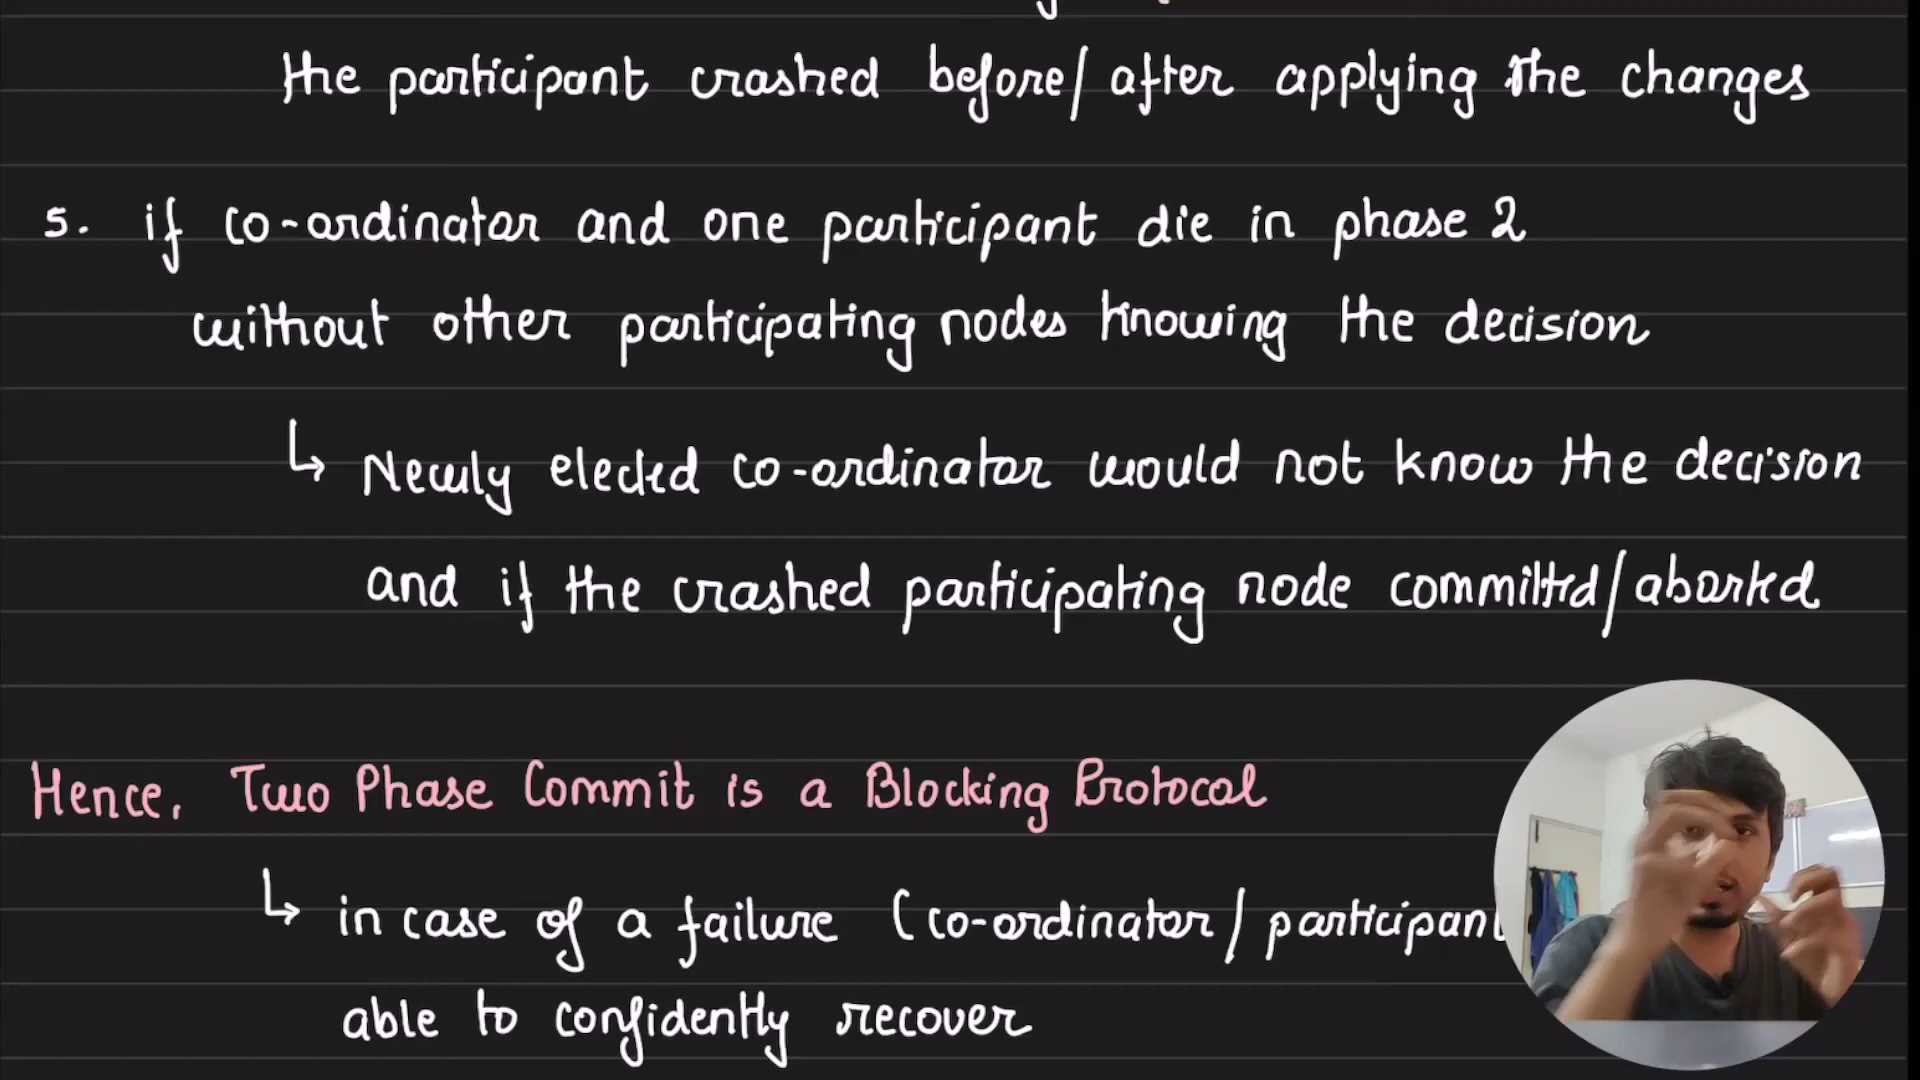 the participant crashed before/after applying the changes
5. if co-ordinator and one participant die in phase 2
without other participating nodes knowing the decision
↳ Newly elected co-ordinator would not know the decision
and if the crashed participating node committed/aborted
Hence, Two Phase Commit is a Blocking Protocol
↳ in case of a failure (co-ordinator/participant
able to confidently recover